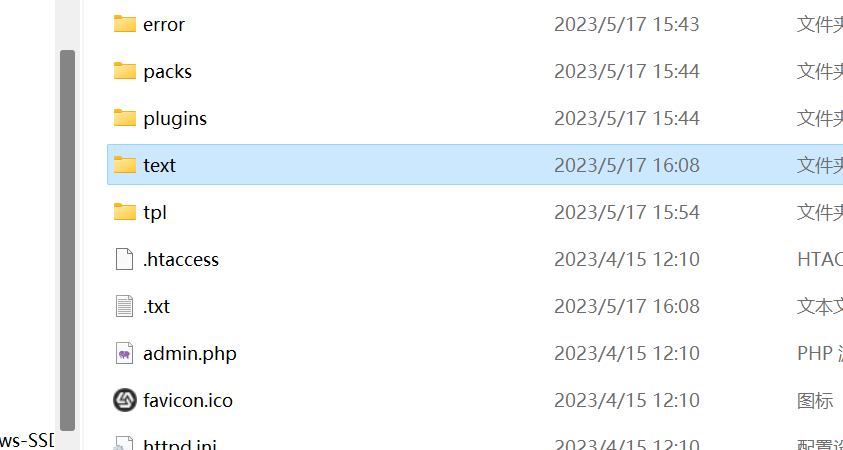 error 2023/5/17 15:43 文件夹
packs 2023/5/17 15:44 文件夹
plugins 2023/5/17 15:44 文件夹
text 2023/5/17 16:08 文件夹
tpl 2023/5/17 15:54 文件夹
.htaccess 2023/4/15 12:10 HTAC
.txt 2023/5/17 16:08 文本文
admin.php 2023/4/15 12:10 PHP
favicon.ico 2023/4/15 12:10 图标
httpd.ini 2023/4/15 12:10 配置设
ws-SSD